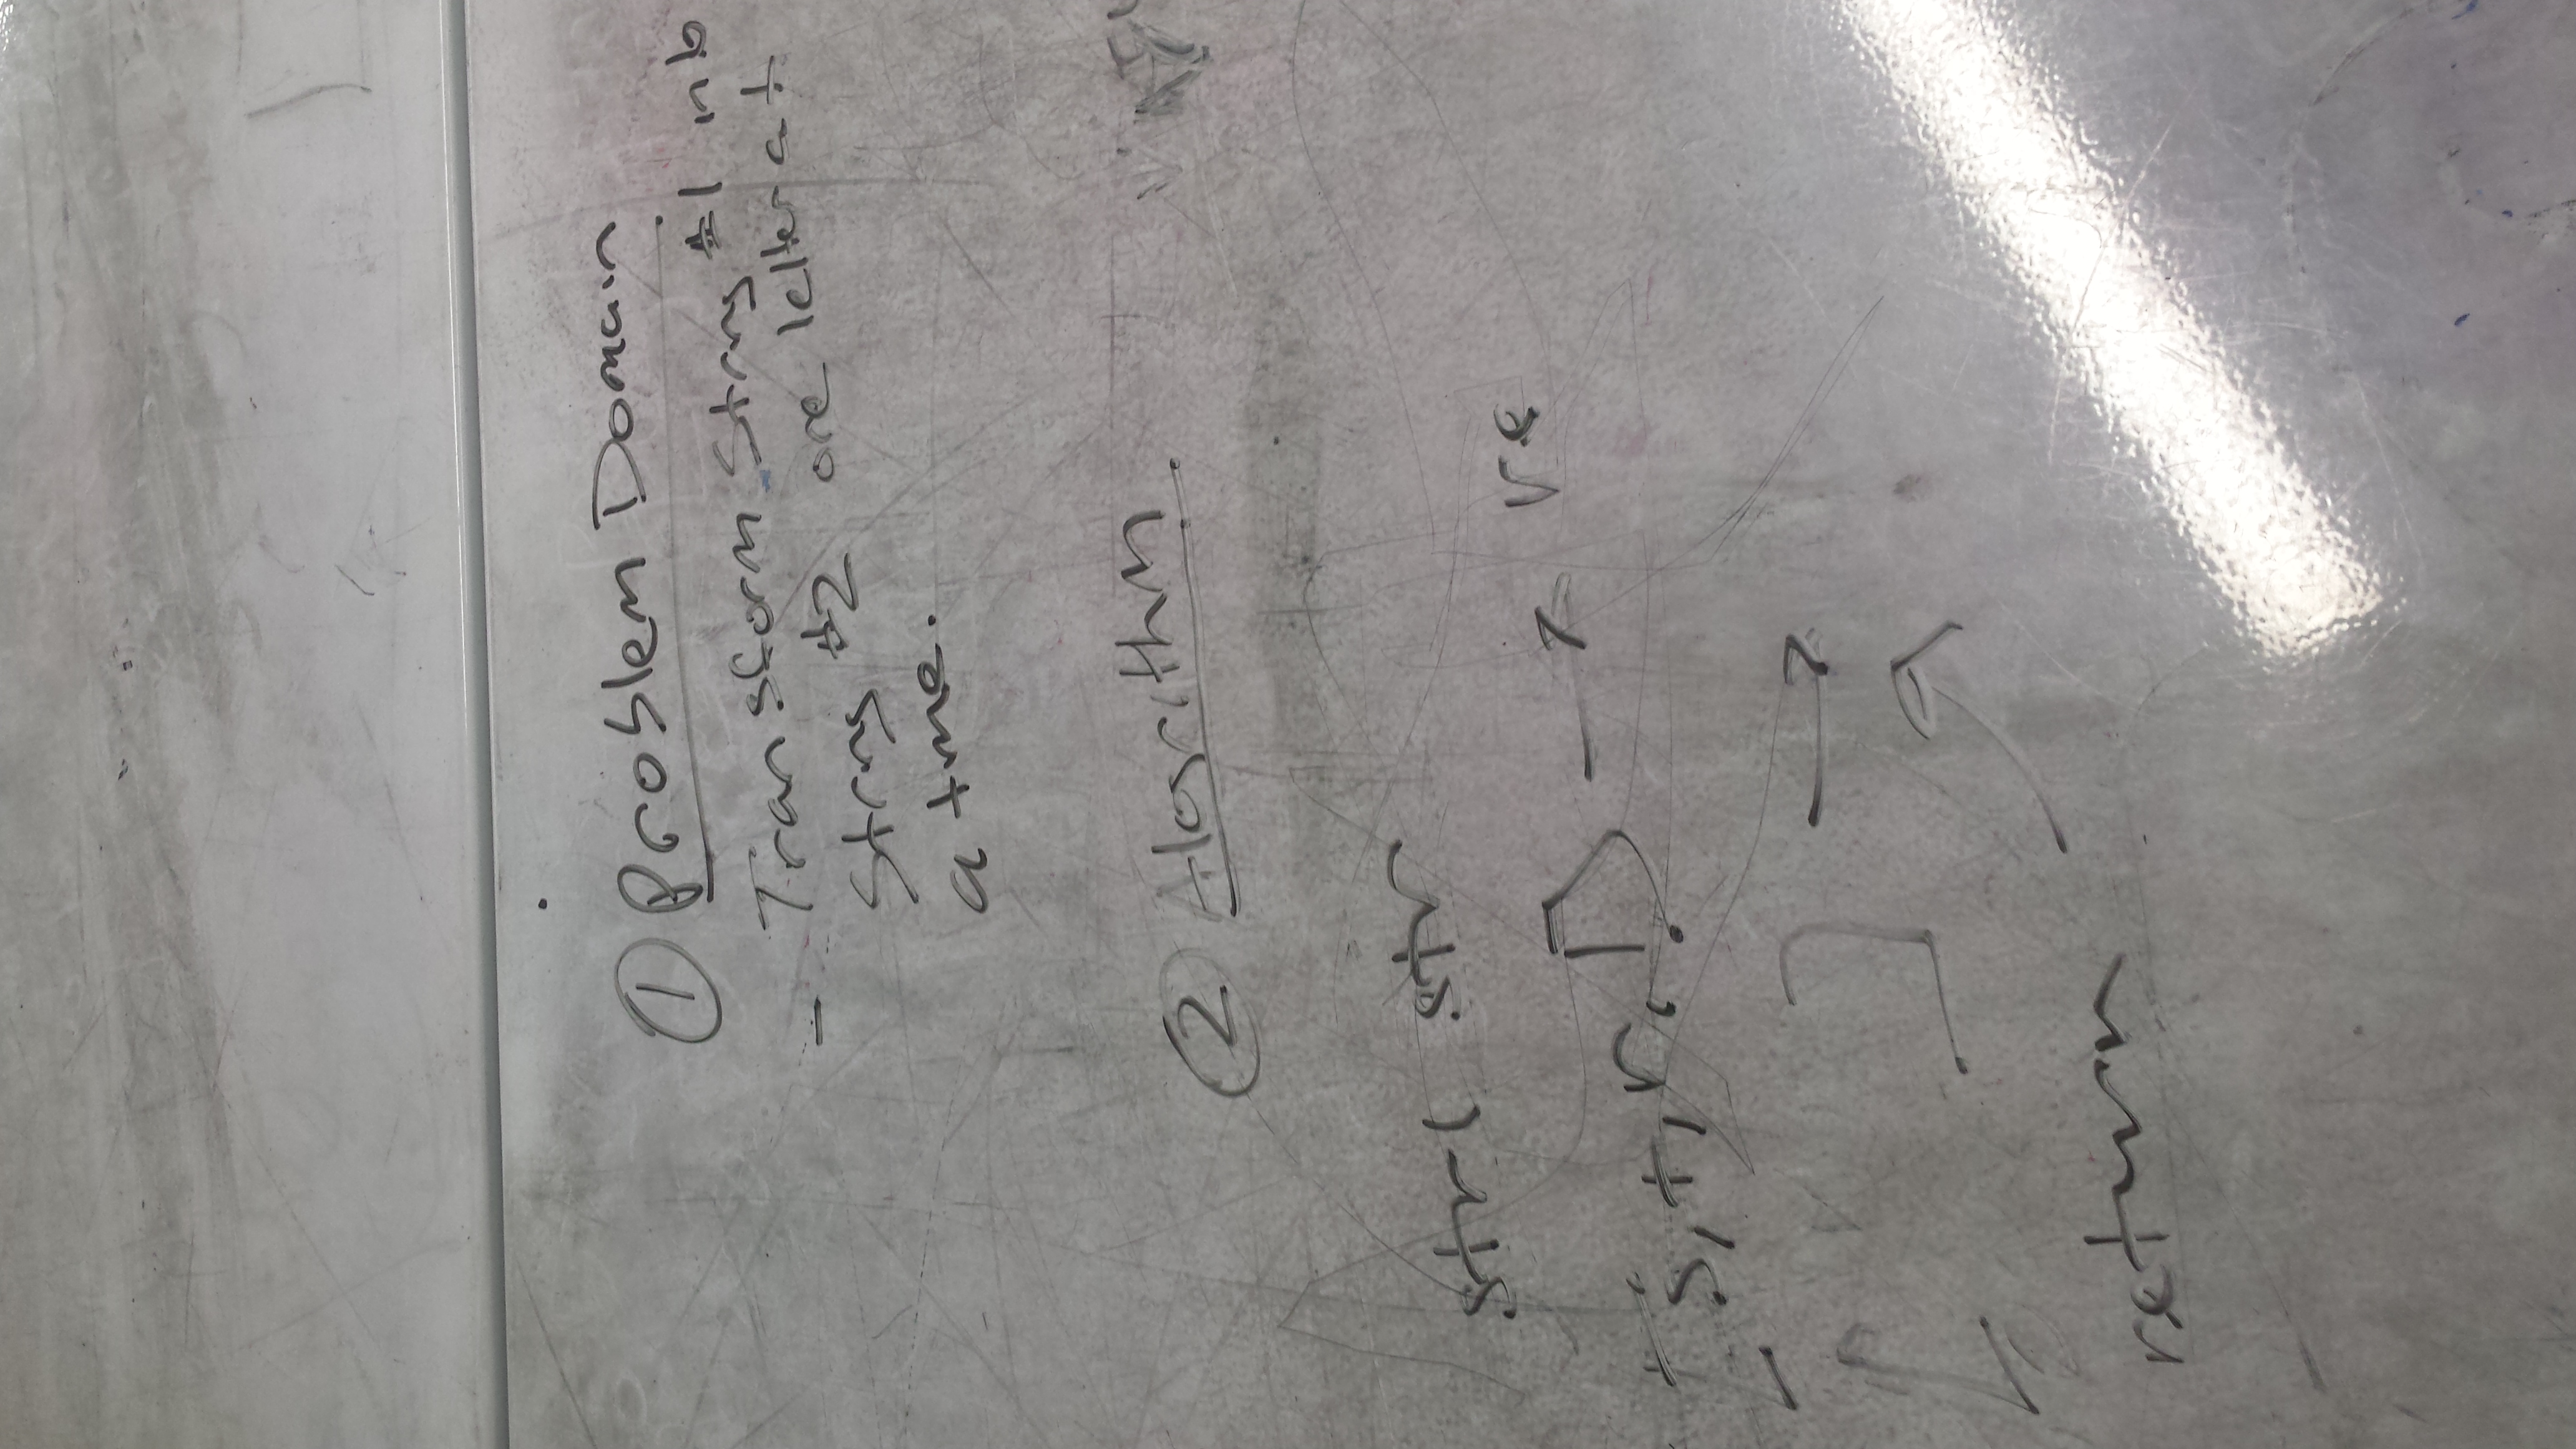 ① Problem Domain
- Transform String #1 into
String #2 one letter at
a time.
② Algorithm
str1 str
[s,t,r,1] → re
[ ] →
return